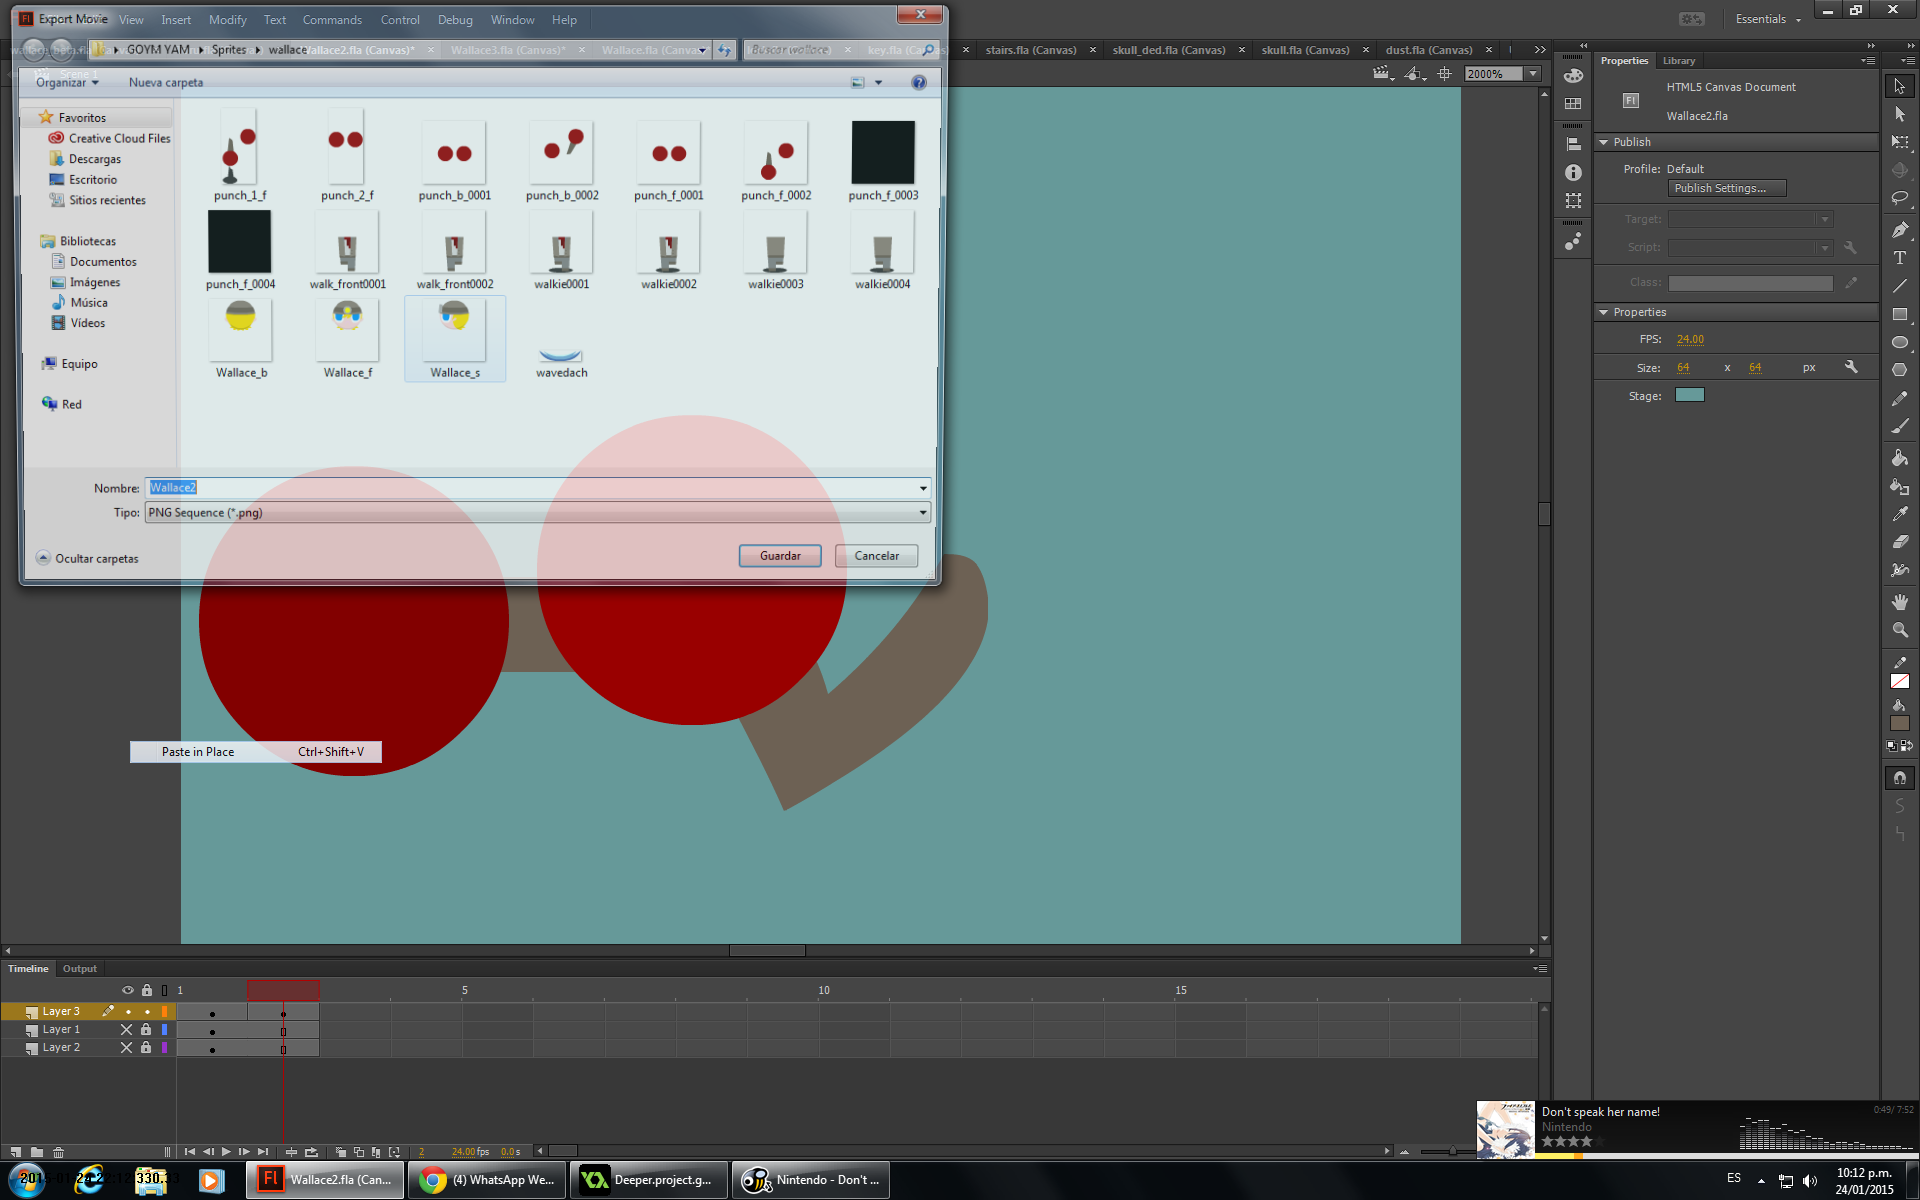 Export Movie View Insert Modify Text Commands Control Debug Window Help
Essentials
GOYM YAM Sprites wallace
Wallace2.fla (Canvas)* Wallace3.fla (Canvas)* Wallace.fla (Canvas)
Buscar wallace
key.fla (Canvas) stairs.fla (Canvas) skull_ded.fla (Canvas) skull.fla (Canvas) dust.fla (Canvas)
Scene 1
2000%
Organizar Nueva carpeta
Favoritos
Creative Cloud Files
Descargas
Escritorio
Sitios recientes
Bibliotecas
Documentos
Imágenes
Música
Vídeos
Equipo
Red
punch_1_f punch_2_f punch_b_0001 punch_b_0002 punch_f_0001 punch_f_0002 punch_f_0003
punch_f_0004 walk_front0001 walk_front0002 walkie0001 walkie0002 walkie0003 walkie0004
Wallace_b Wallace_f Wallace_s wavedach
Nombre: Wallace2
Tipo: PNG Sequence (*.png)
Ocultar carpetas
Guardar Cancelar
Paste in Place Ctrl+Shift+V
Properties Library
HTML5 Canvas Document
Fl
Wallace2.fla
Publish
Profile: Default
Publish Settings...
Target:
Script:
Class:
Properties
FPS: 24.00
Size: 64 x 64 px
Stage:
Timeline Output
1 5 10 15
Layer 3
Layer 1
Layer 2
2 24.00 fps 0.0 s
Don't speak her name!
Nintendo
0:49/ 7:52
Wallace2.fla (Can...
(4) WhatsApp We...
Deeper.project.g...
Nintendo - Don't ...
ES
10:12 p.m.
24/01/2015